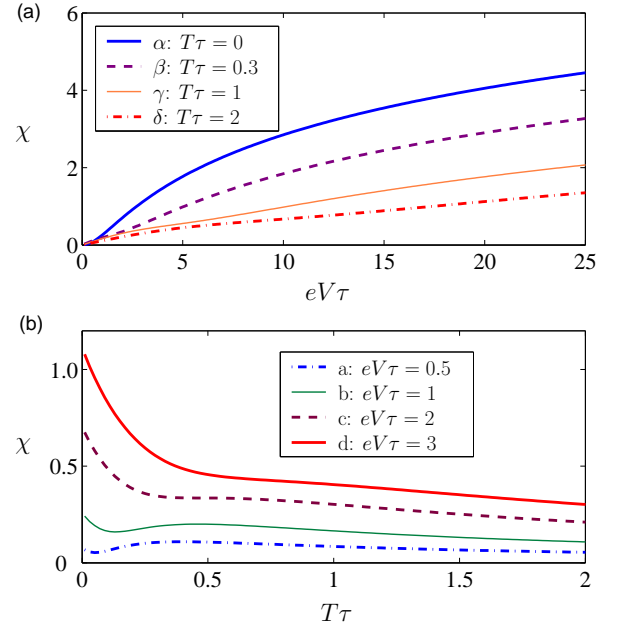 (a)
6
4
2
0
χ
α: Tτ = 0
β: Tτ = 0.3
γ: Tτ = 1
δ: Tτ = 2
0 5 10 15 20 25
eVτ
(b)
1.0
0.5
0
χ
a: eVτ = 0.5
b: eVτ = 1
c: eVτ = 2
d: eVτ = 3
0 0.5 1 1.5 2
Tτ